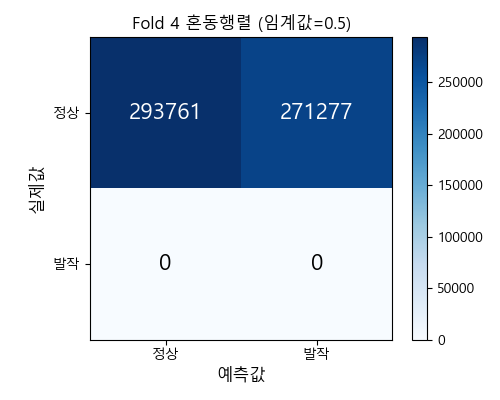 Fold 4 혼동행렬 (임계값=0.5)
정상
293761
271277
발작
0
0
실제값
정상
발작
예측값
250000
200000
150000
100000
50000
0